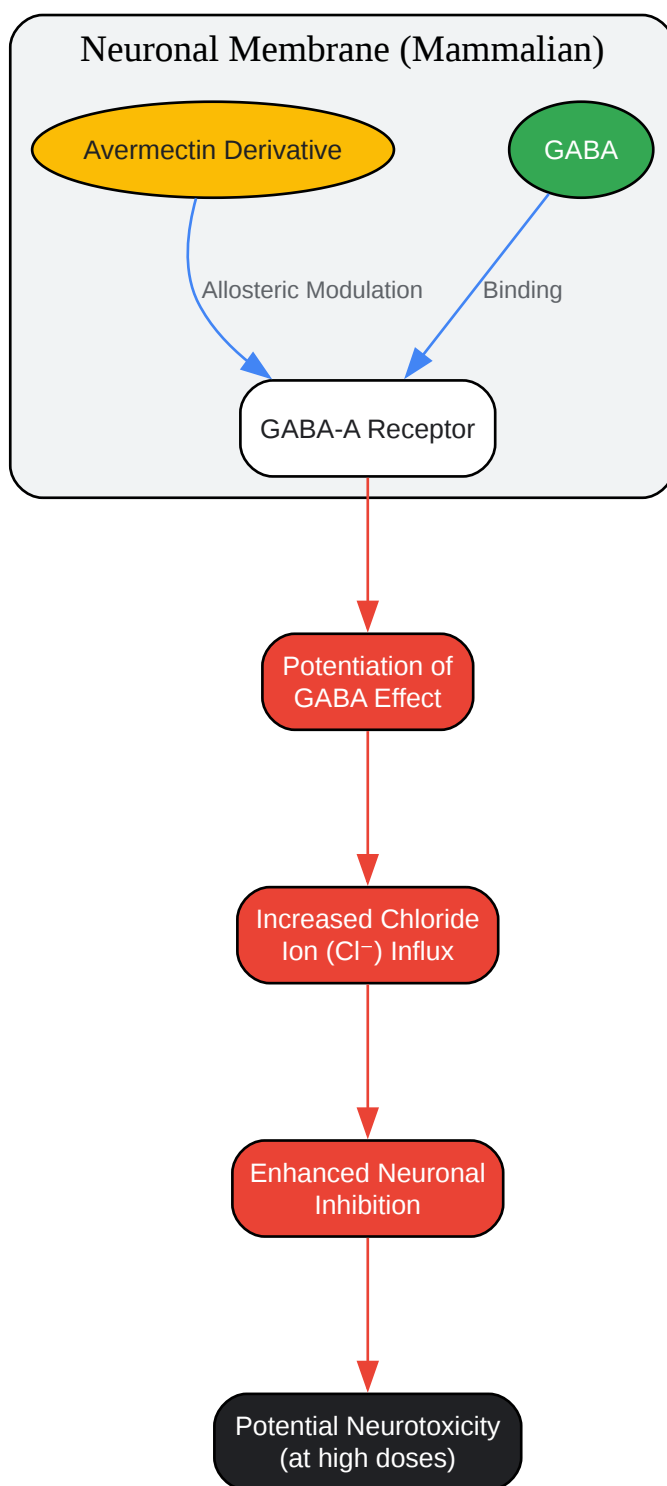 Neuronal Membrane (Mammalian)
Avermectin Derivative
GABA
Allosteric Modulation
Binding
GABA-A Receptor
Potentiation of
GABA Effect
Increased Chloride
Ion (Cl⁻) Influx
Enhanced Neuronal
Inhibition
Potential Neurotoxicity
(at high doses)